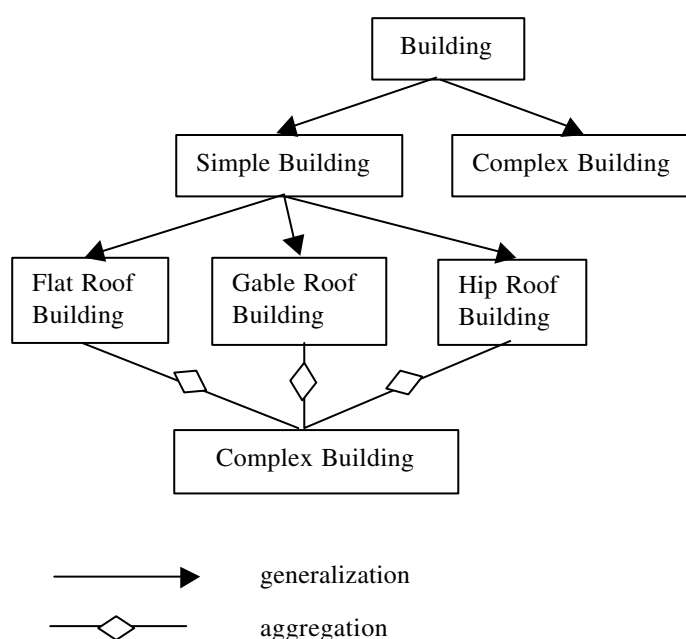 Building
Simple Building
Complex Building
Flat Roof
Building
Gable Roof
Building
Hip Roof
Building
Complex Building
generalization
aggregation